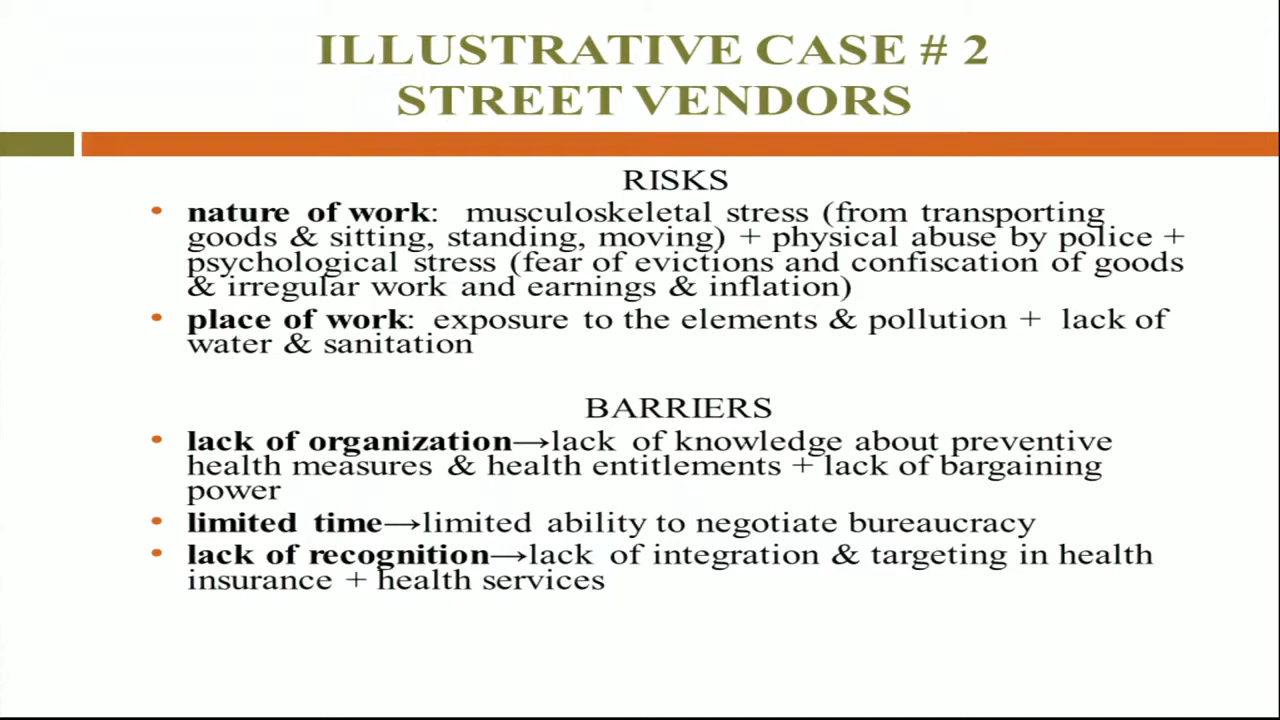 ILLUSTRATIVE CASE # 2
STREET VENDORS
RISKS
• nature of work: musculoskeletal stress (from transporting
goods & sitting, standing, moving) + physical abuse by police +
psychological stress (fear of evictions and confiscation of goods
& irregular work and earnings & inflation)
• place of work: exposure to the elements & pollution + lack of
water & sanitation
BARRIERS
• lack of organization→lack of knowledge about preventive
health measures & health entitlements + lack of bargaining
power
• limited time→limited ability to negotiate bureaucracy
• lack of recognition→lack of integration & targeting in health
insurance + health services